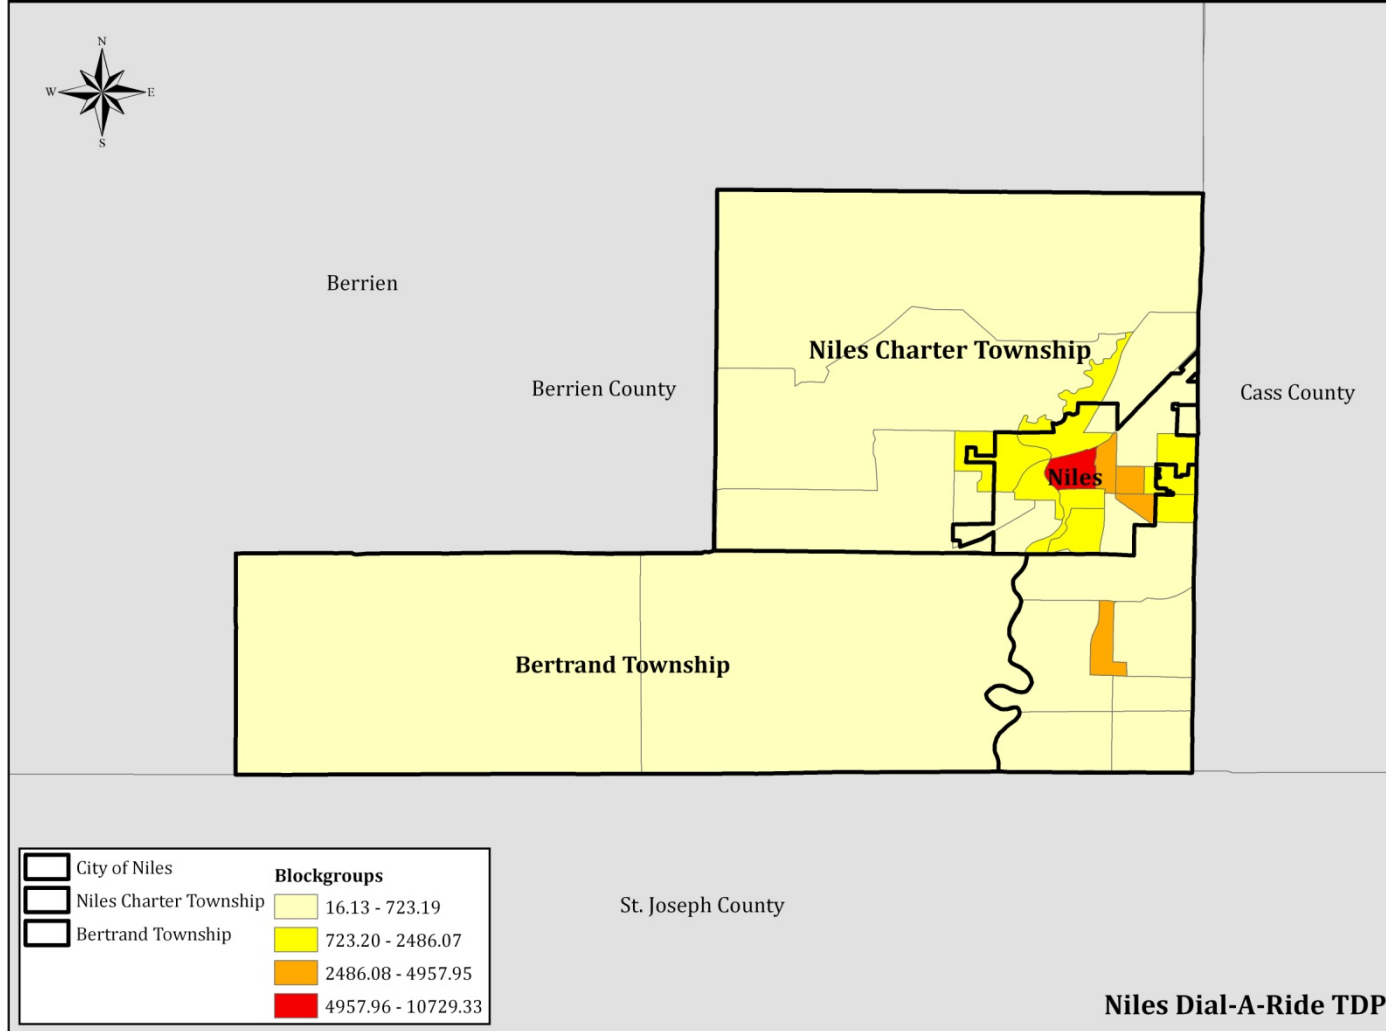 N
W E
S
Berrien
Niles Charter Township
Berrien County
Cass County
Niles
Bertrand Township
City of Niles
Niles Charter Township
Bertrand Township
Blockgroups
16.13 - 723.19
723.20 - 2486.07
2486.08 - 4957.95
4957.96 - 10729.33
St. Joseph County
Niles Dial-A-Ride TDP